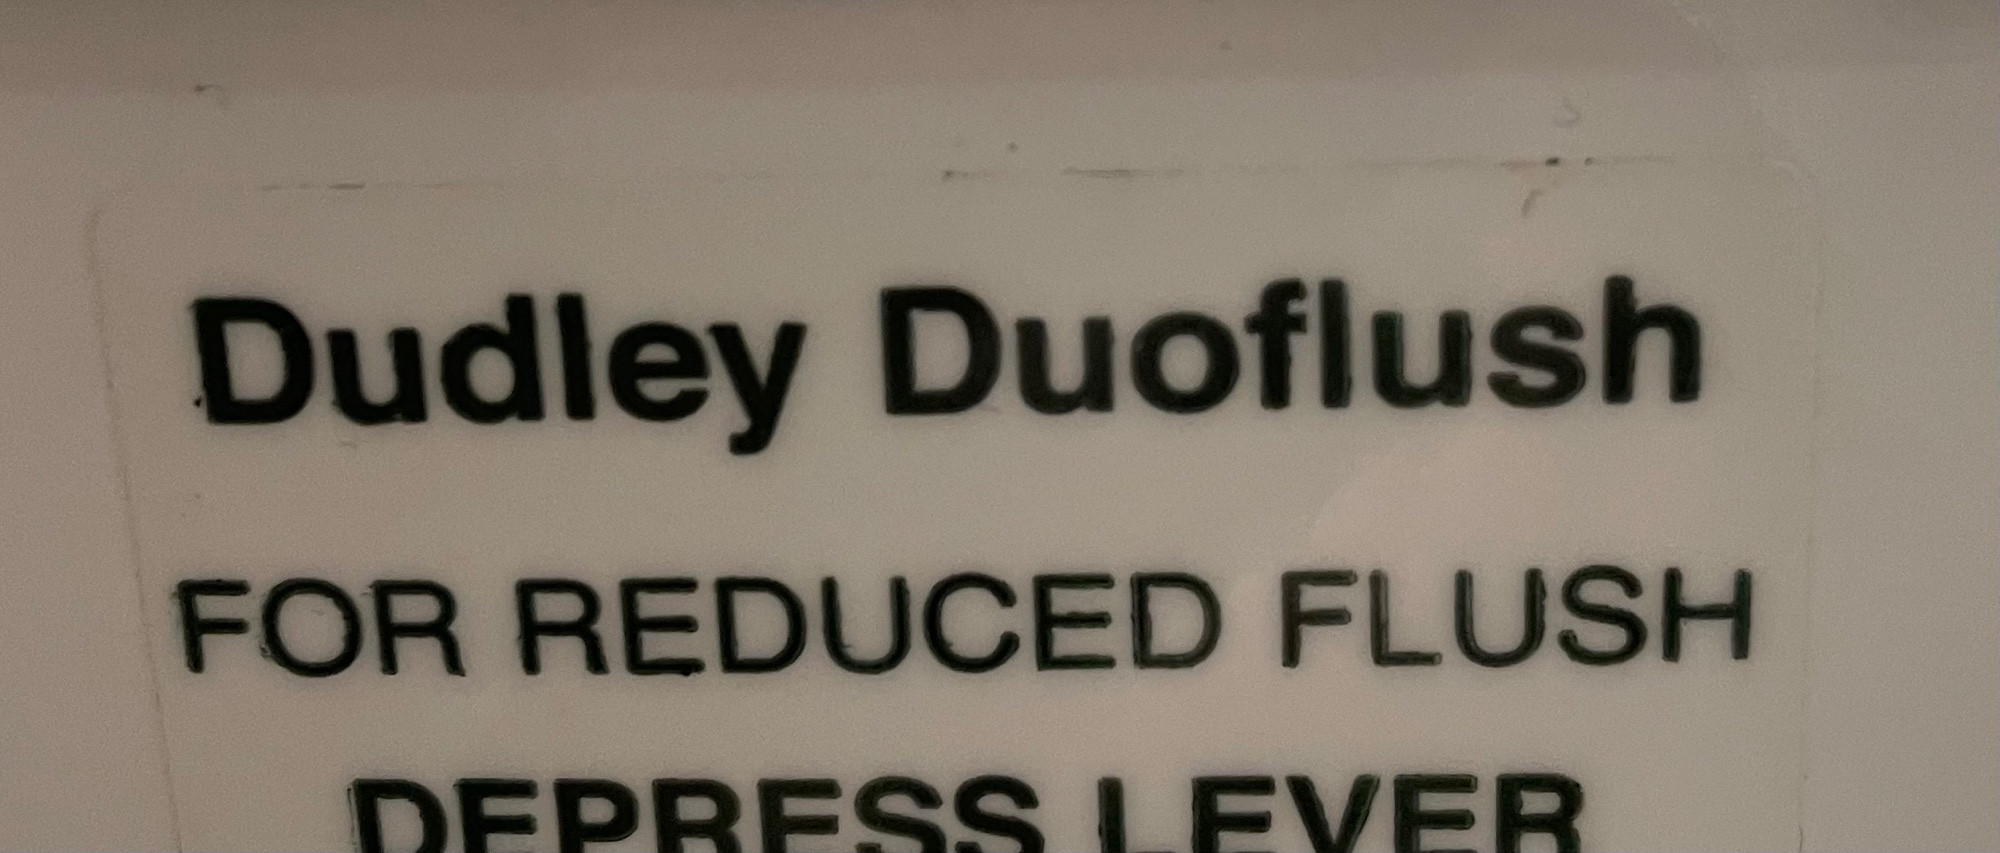 Dudley Duoflush
FOR REDUCED FLUSH
DEPRESS LEVER